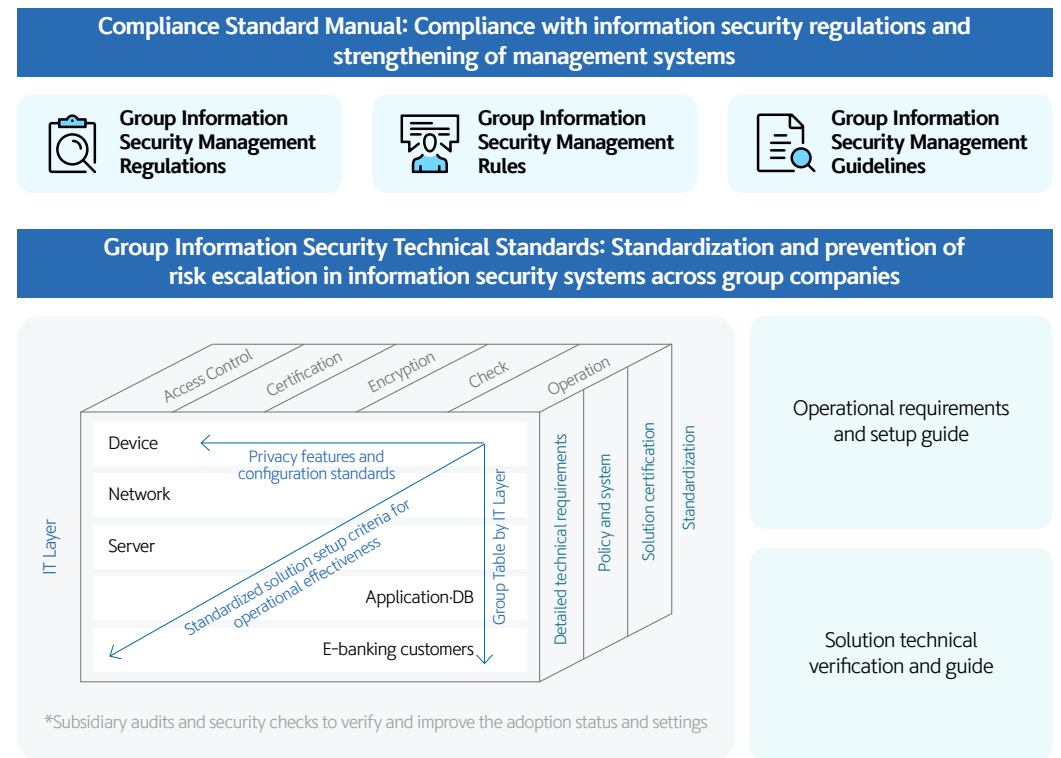 Compliance Standard Manual: Compliance with information security regulations and
strengthening of management systems
Group Information
Security Management
Regulations
Group Information
Security Management
Rules
Group Information
Security Management
Guidelines
Group Information Security Technical Standards: Standardization and prevention of
risk escalation in information security systems across group companies
Access Control
Certification
Encryption
Check
Operation
IT Layer
Device
Network
Server
Application·DB
E-banking customers
Privacy features and
configuration standards
Standardized solution setup criteria for
operational effectiveness
Group Table by IT Layer
Detailed technical requirements
Policy and system
Solution certification
Standardization
*Subsidiary audits and security checks to verify and improve the adoption status and settings
Operational requirements
and setup guide
Solution technical
verification and guide